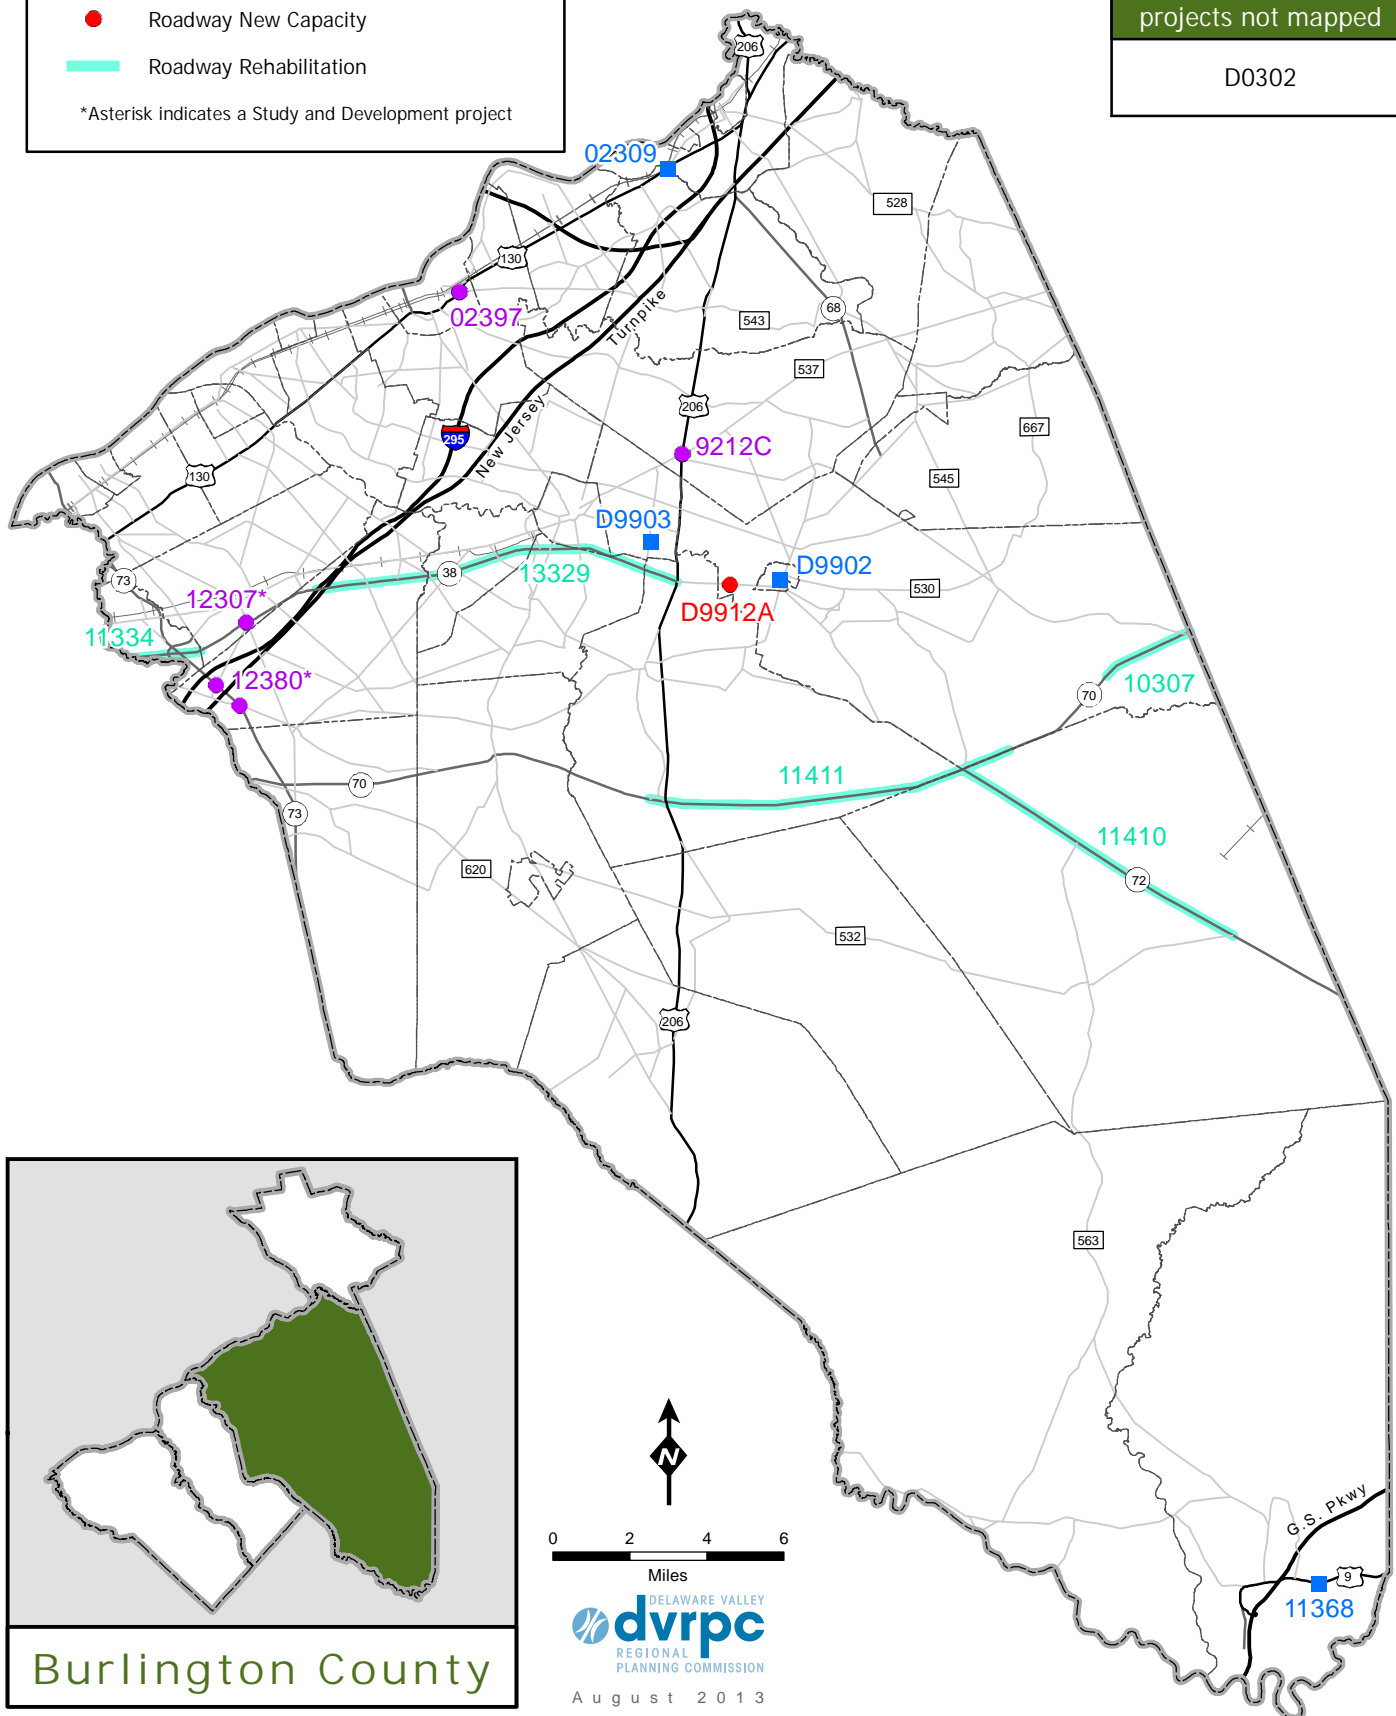 Roadway New Capacity
Roadway Rehabilitation
*Asterisk indicates a Study and Development project
projects not mapped
D0302
206
02309
528
130
02397
Turnpike
543
68
537
206
667
295
New Jersey
9212C
130
545
D9903
D9902
73
38
13329
530
12307*
D9912A
11334
12380*
10307
70
11411
70
73
11410
620
72
532
206
563
N
G.S. Pkwy
0 2 4 6
Miles
9
11368
DELAWARE VALLEY
dvrpc
REGIONAL
PLANNING COMMISSION
Burlington County
August 2013